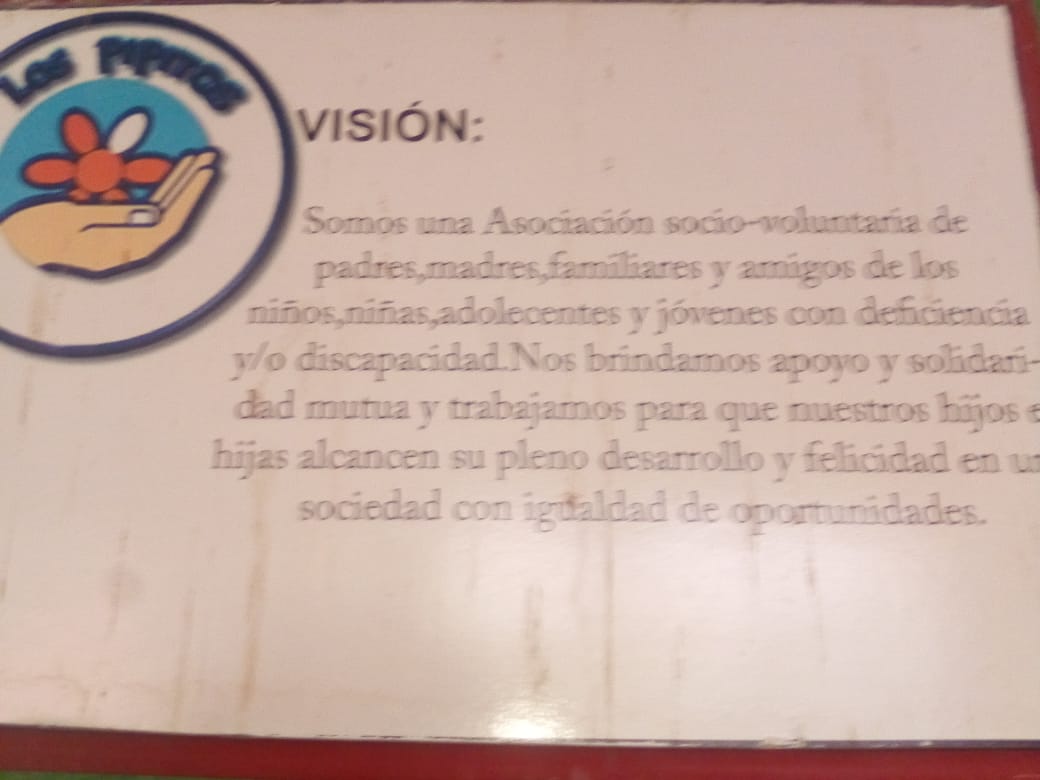 LOS PIPITOS
VISIÓN:
Somos una Asociación socio-voluntaria de
padres,madres,familiares y amigos de los
niños,niñas,adolecentes y jóvenes con deficiencia
y/o discapacidad.Nos brindamos apoyo y solidari-
dad mutua y trabajamos para que nuestros hijos e
hijas alcancen su pleno desarrollo y felicidad en
sociedad con igualdad de oportunidades.